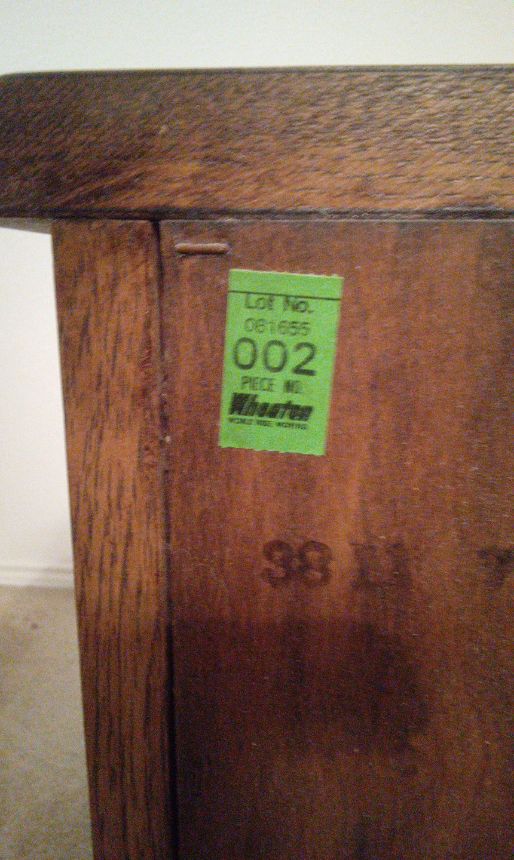 Lot No.
081655
002
PIECE NO.
Wheaton
WORLD WIDE MOVING
38 L